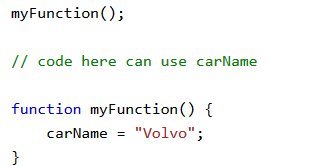 myFunction();
// code here can use carName
function myFunction() {
    carName = "Volvo";
}